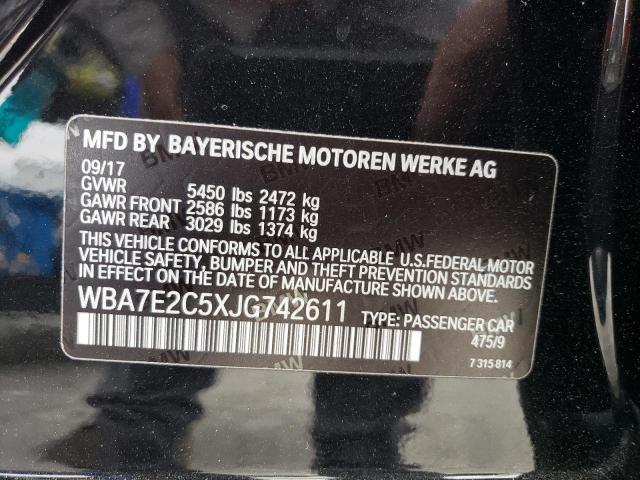 MFD BY BAYERISCHE MOTOREN WERKE AG
09/17
GVWR 5450 lbs 2472 kg
GAWR FRONT 2586 lbs 1173 kg
GAWR REAR 3029 lbs 1374 kg
THIS VEHICLE CONFORMS TO ALL APPLICABLE U.S.FEDERAL MOTOR
VEHICLE SAFETY, BUMPER AND THEFT PREVENTION STANDARDS
IN EFFECT ON THE DATE OF MANUFACTURE SHOWN ABOVE.
WBA7E2C5XJG742611 TYPE: PASSENGER CAR
475/9
7 315 814